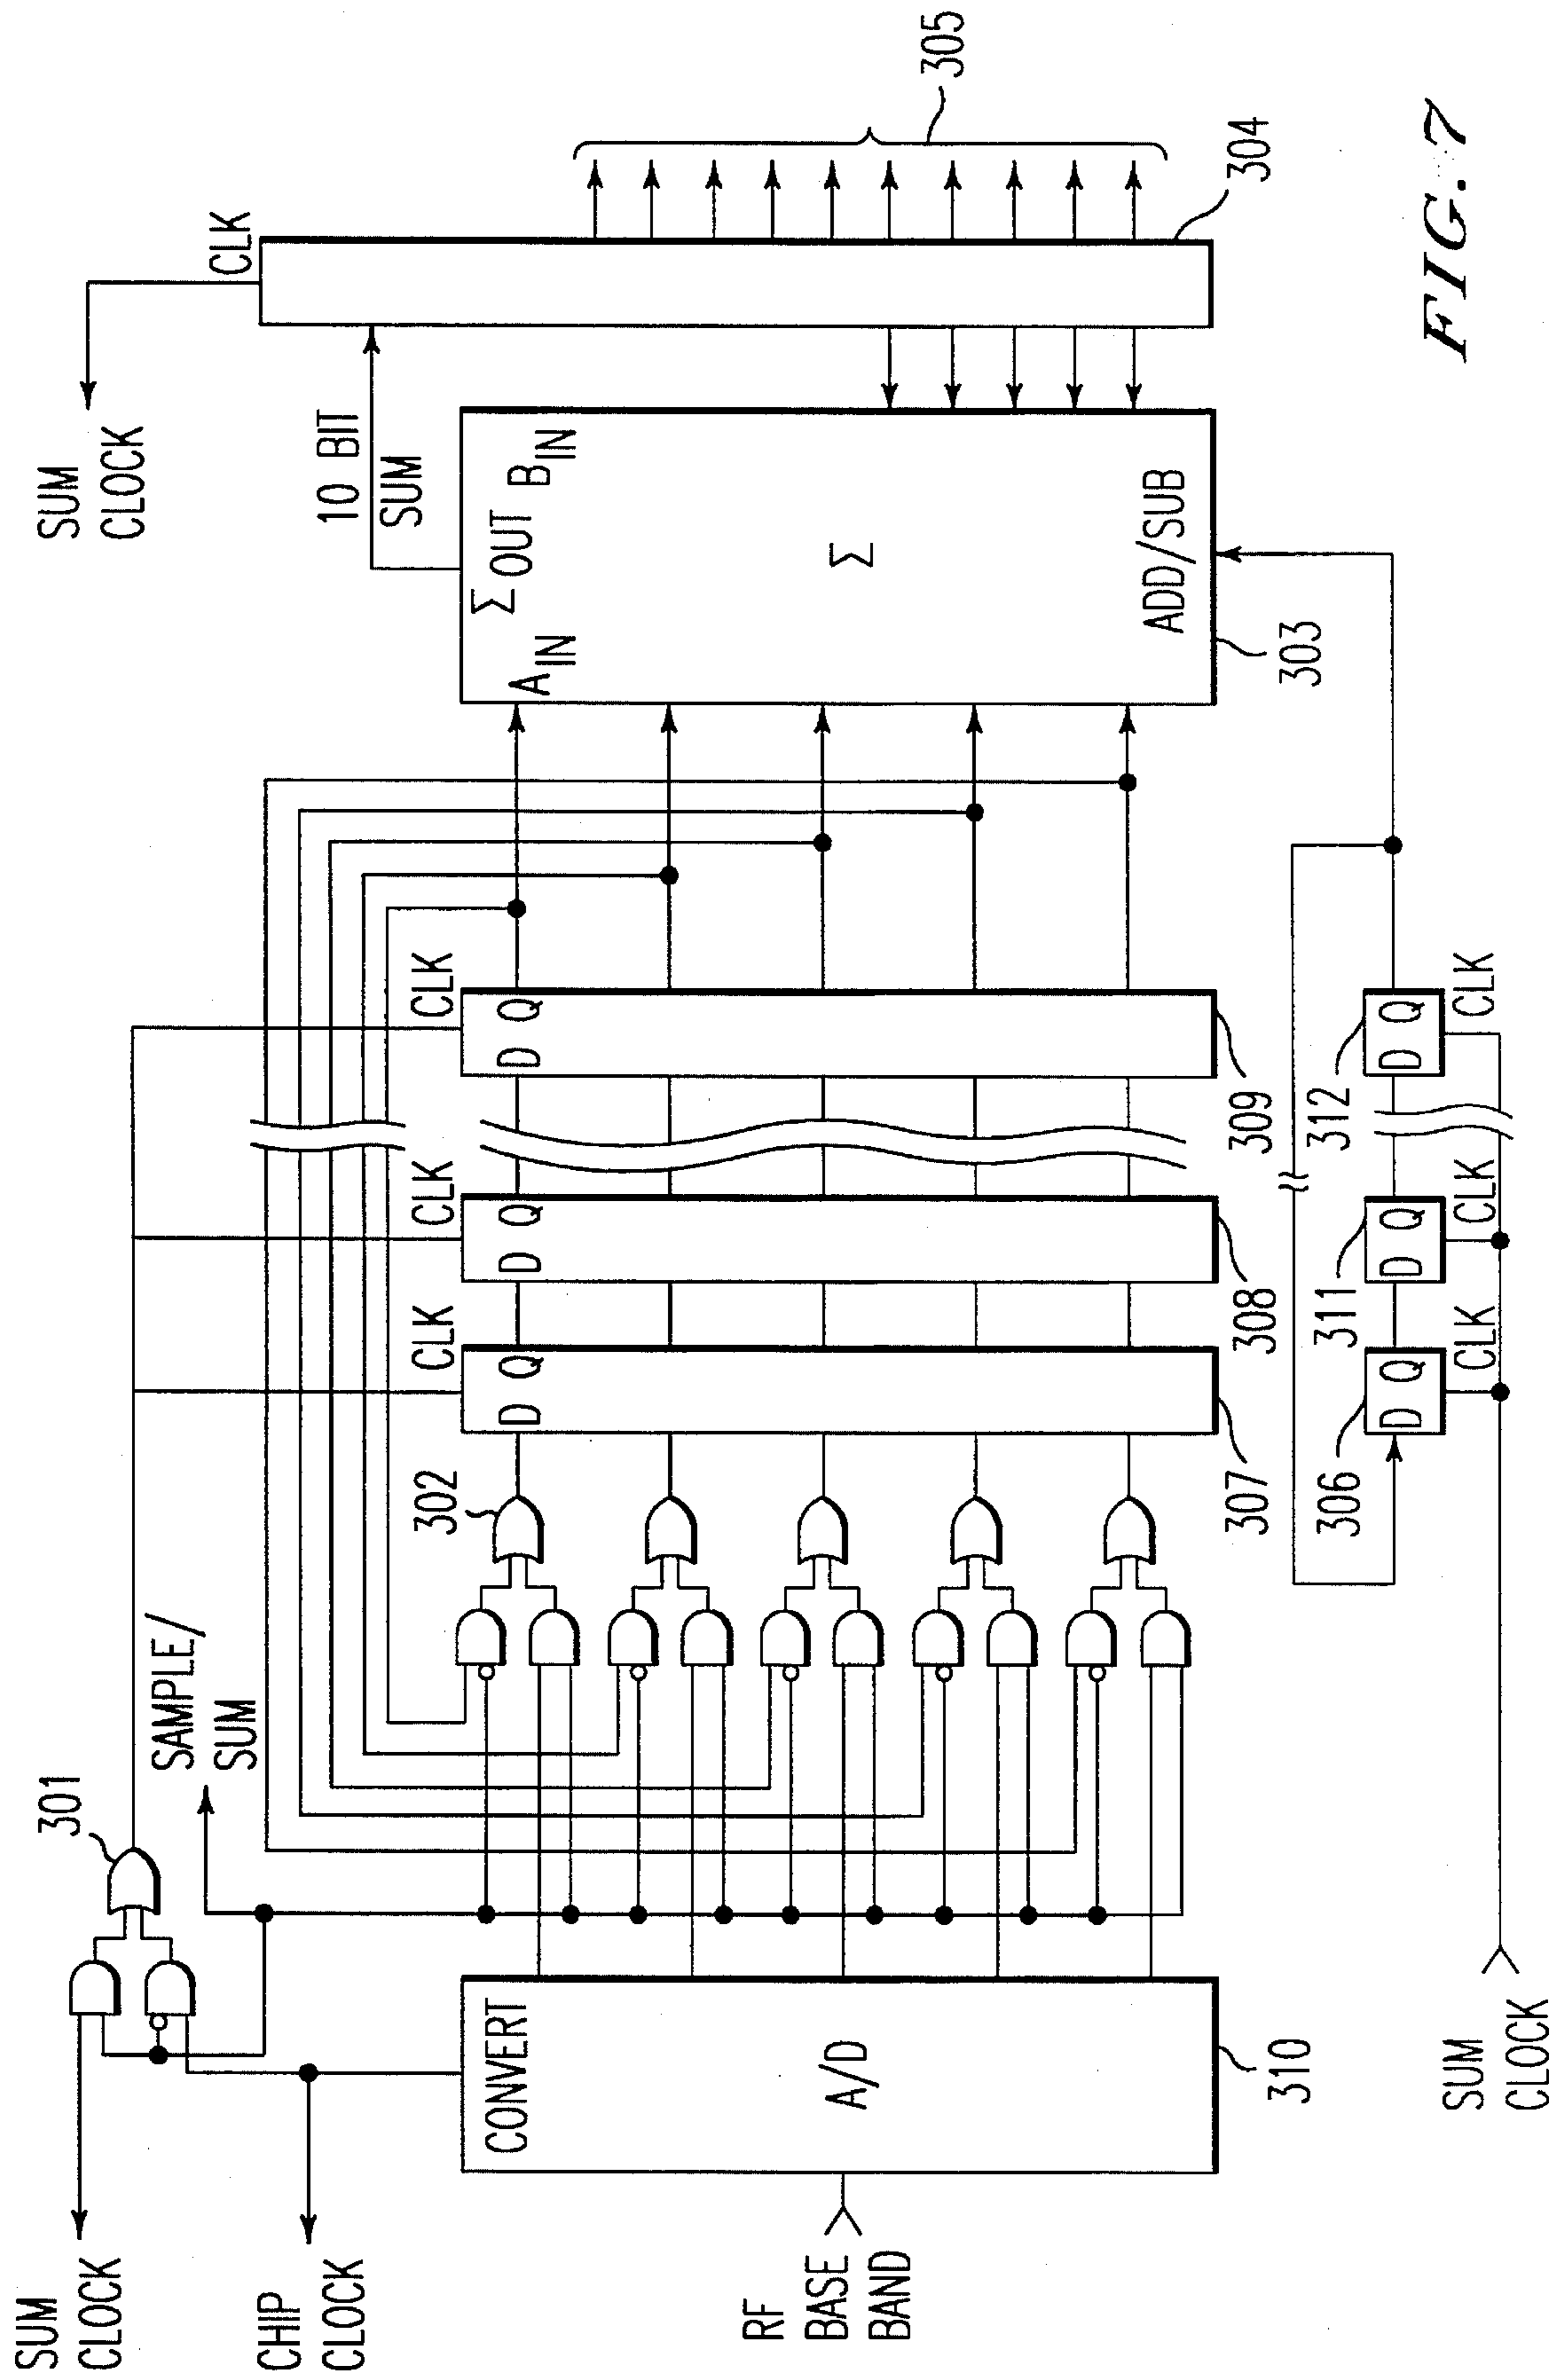 SUM
CLOCK
CHIP
CLOCK
301
SAMPLE/
SUM
SUM
CLOCK
RF
BASE
BAND
CONVERT
A/D
310
302
CLK
D Q
307
CLK
D Q
308
CLK
D Q
309
A IN
Σ OUT
B IN
Σ
ADD/SUB
303
10 BIT
SUM
CLK
304
305
SUM
CLOCK
306
D Q
CLK
311
D Q
CLK
312
D Q
CLK
FIG. 7